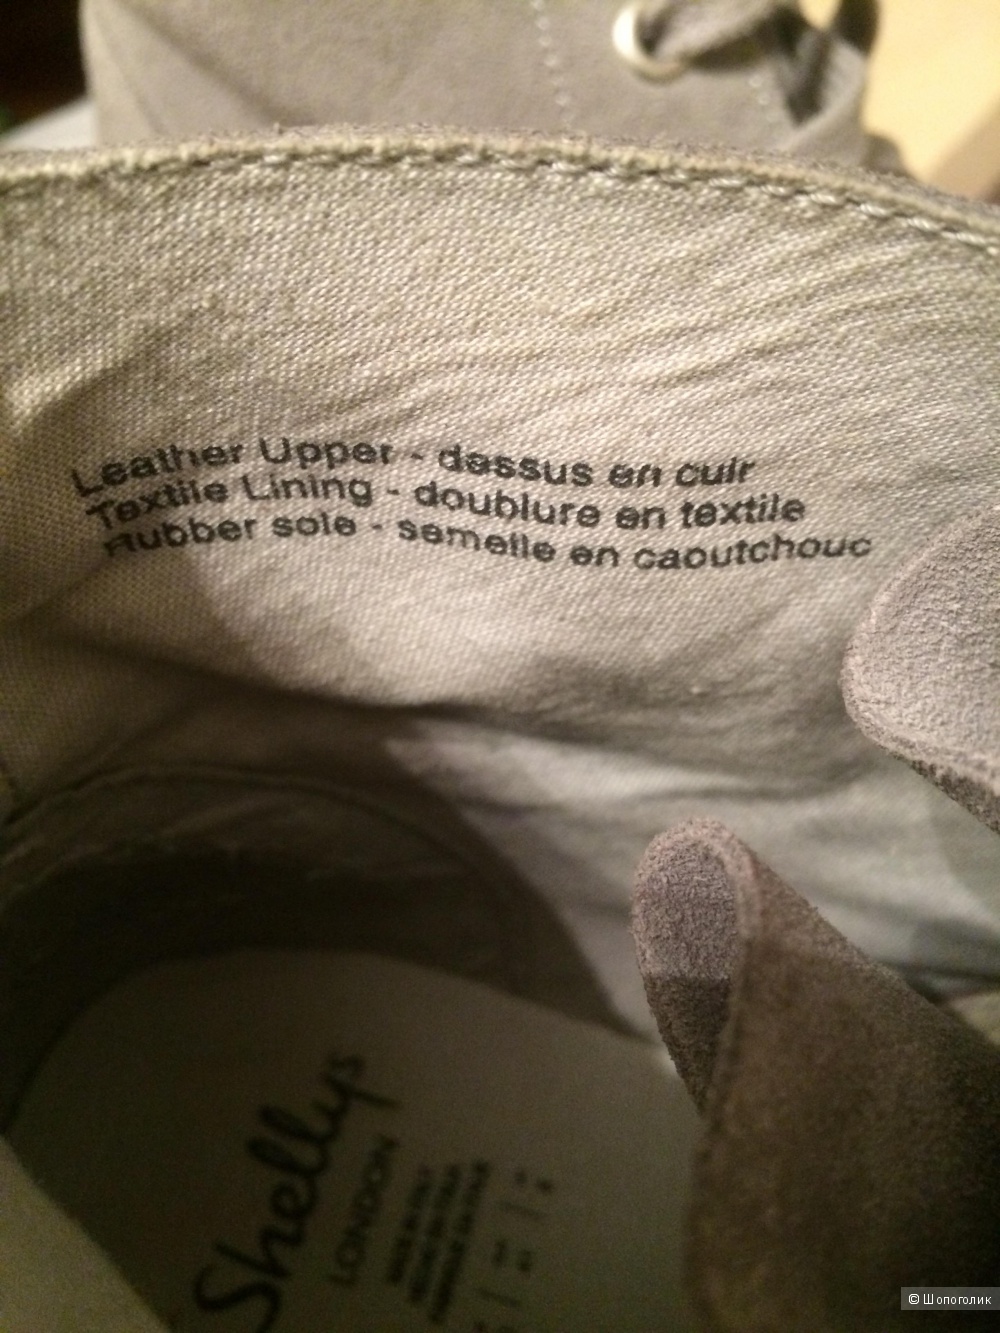 Leather Upper - dessus en cuir
Textile Lining - doublure en textile
Rubber sole - semelle en caoutchouc
Shellys
LONDON
© Шопоголик